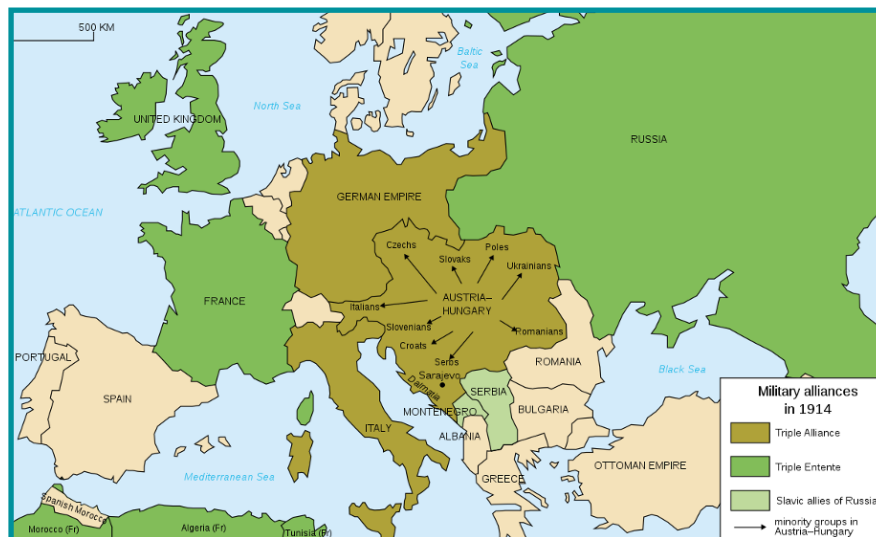 500 KM
Baltic
Sea
UNITED KINGDOM
North Sea
RUSSIA
ATLANTIC OCEAN
GERMAN EMPIRE
Czechs
Slovaks
Poles
Ukrainians
FRANCE
AUSTRIA–
HUNGARY
Italians
Slovenians
Croats
Romanians
Serbs
Sarajevo
Dalmatia
PORTUGAL
SPAIN
ROMANIA
Black Sea
SERBIA
MONTENEGRO
BULGARIA
ITALY
ALBANIA
GREECE
OTTOMAN EMPIRE
Mediterranean Sea
Spanish Morocco
Morocco (Fr)
Algeria (Fr)
Tunisia (Fr)
Military alliances
in 1914
Triple Alliance
Triple Entente
Slavic allies of Russia
minority groups in
Austria–Hungary